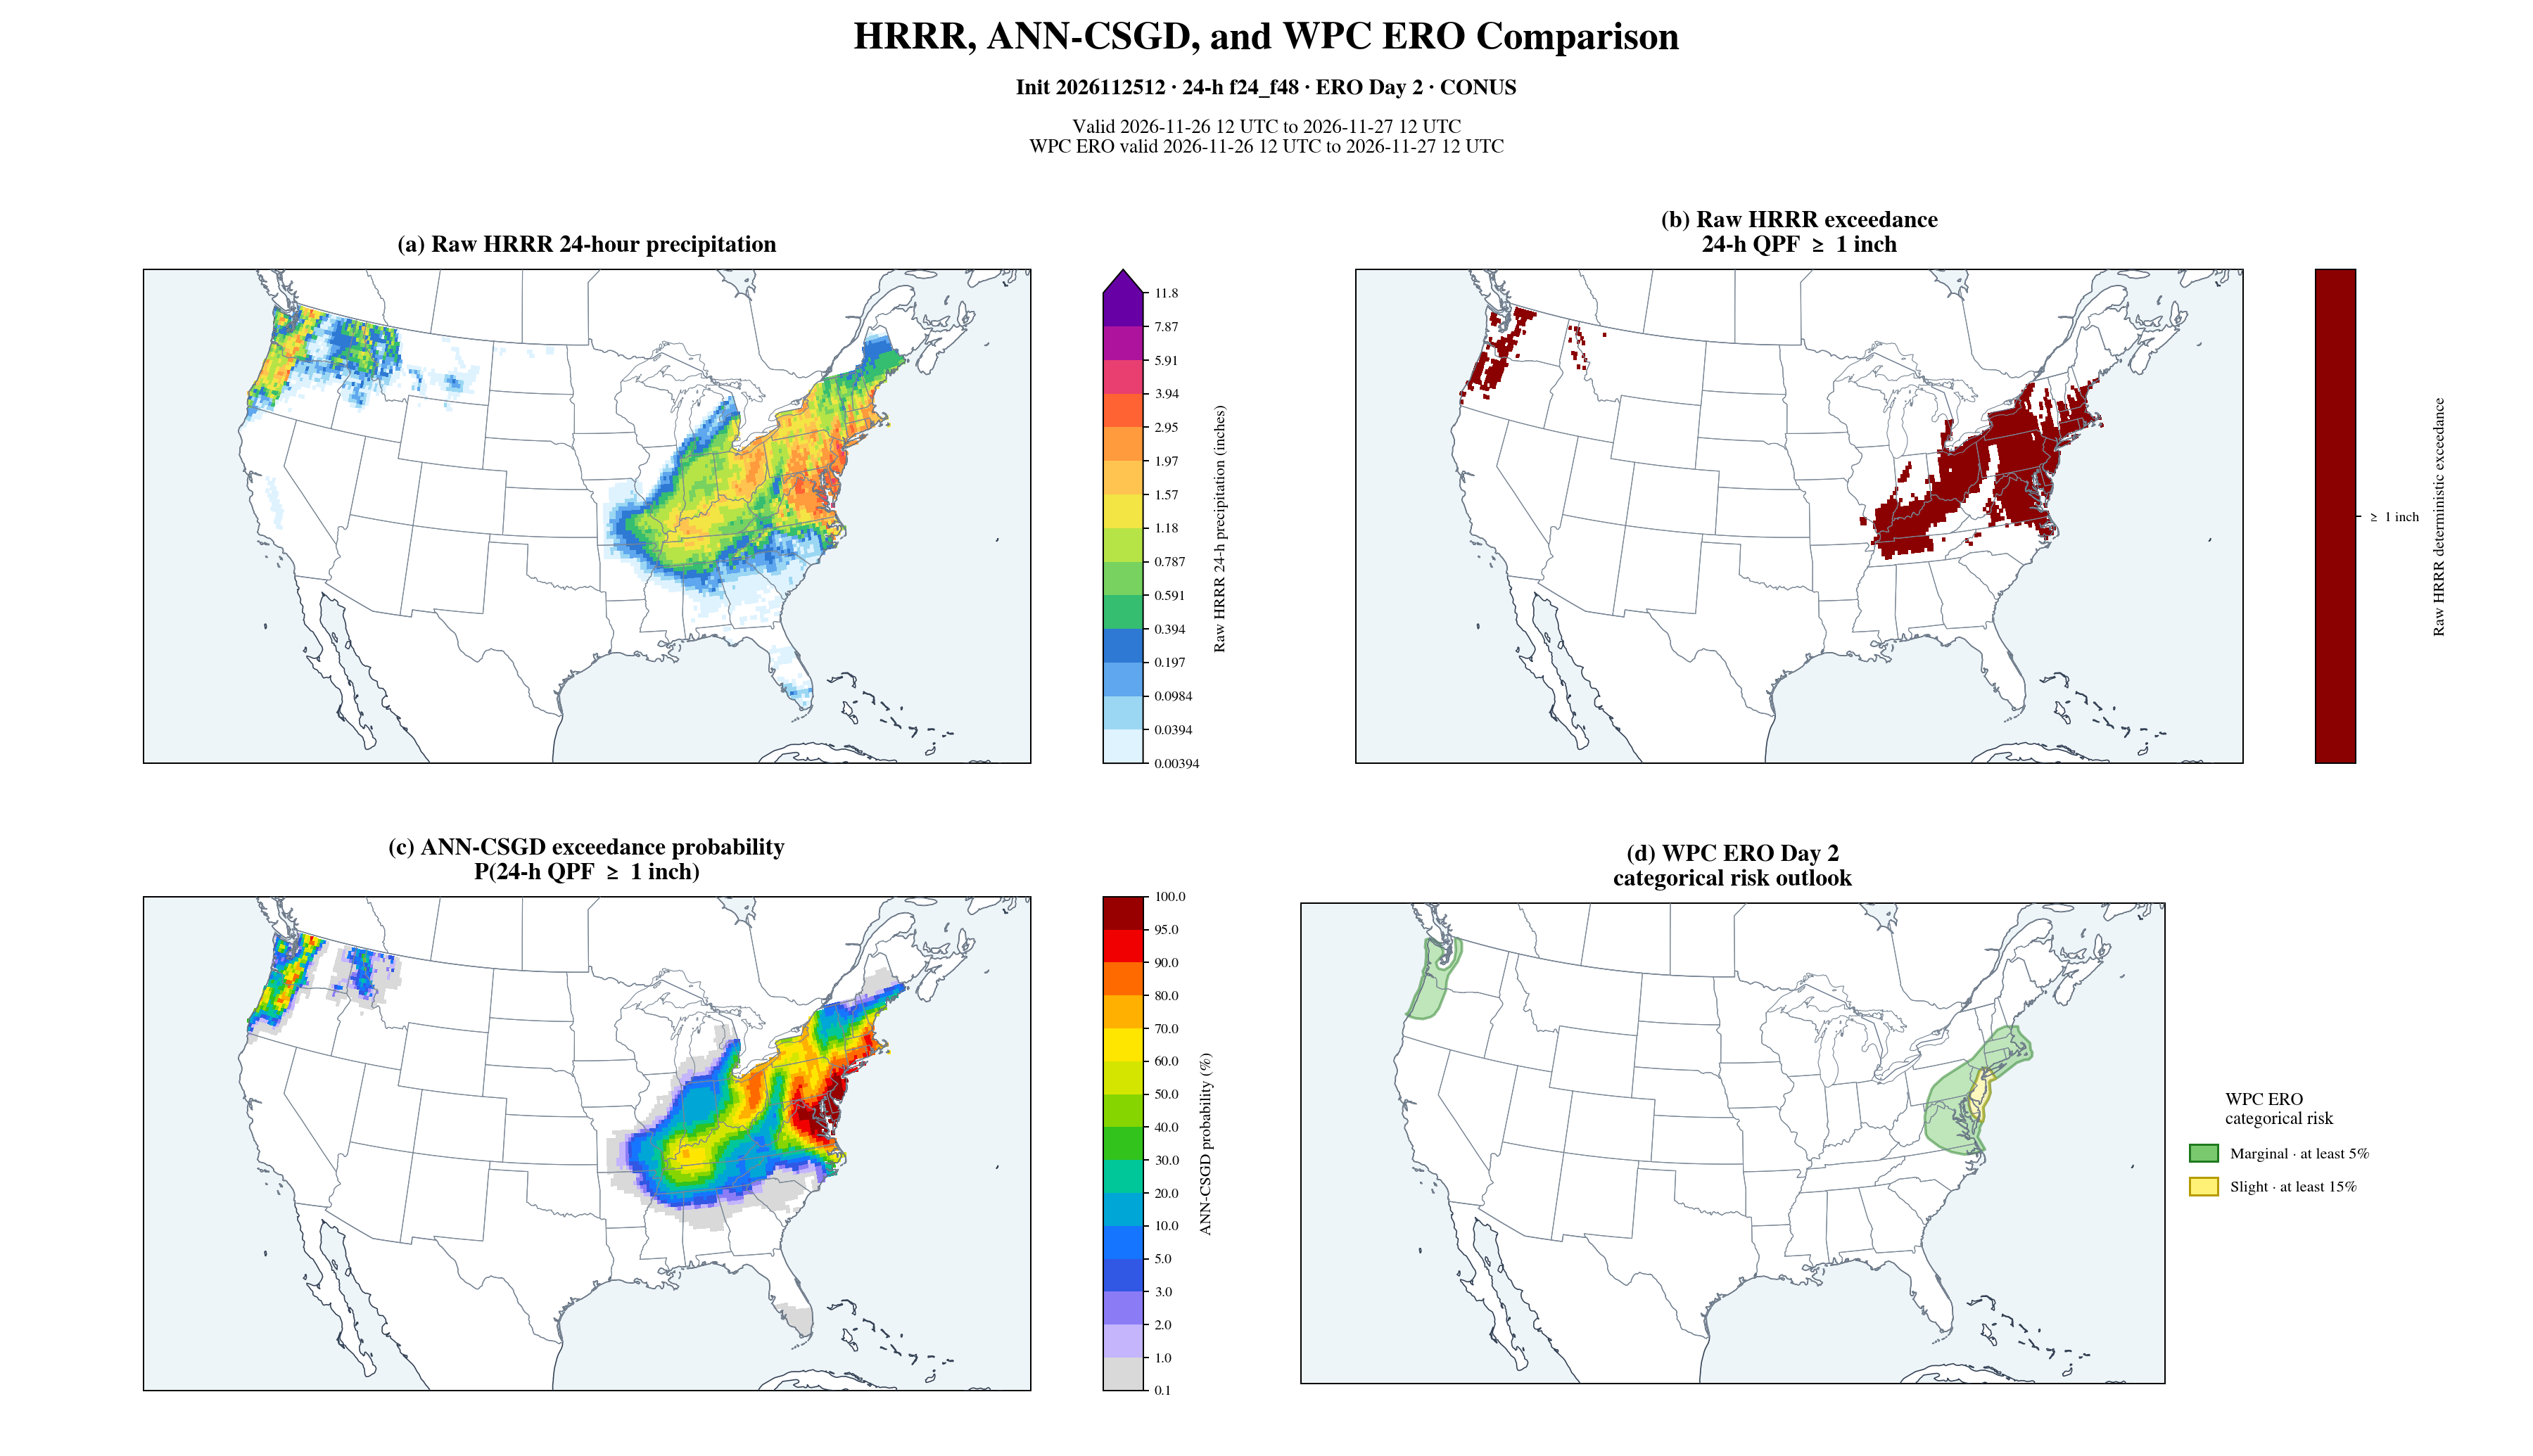 HRRR, ANN-CSGD, and WPC ERO Comparison
Init 2026112512 · 24-h f24_f48 · ERO Day 2 · CONUS
Valid 2026-11-26 12 UTC to 2026-11-27 12 UTC
WPC ERO valid 2026-11-26 12 UTC to 2026-11-27 12 UTC
(a) Raw HRRR 24-hour precipitation
11.8
7.87
5.91
3.94
2.95
1.97
1.57
1.18
0.787
0.591
0.394
0.197
0.0984
0.0394
0.00394
Raw HRRR 24-h precipitation (inches)
(b) Raw HRRR exceedance
24-h QPF ≥ 1 inch
≥ 1 inch
Raw HRRR deterministic exceedance
(c) ANN-CSGD exceedance probability
P(24-h QPF ≥ 1 inch)
100.0
95.0
90.0
80.0
70.0
60.0
50.0
40.0
30.0
20.0
10.0
5.0
3.0
2.0
1.0
0.1
ANN-CSGD probability (%)
(d) WPC ERO Day 2
categorical risk outlook
WPC ERO
categorical risk
Marginal · at least 5%
Slight · at least 15%